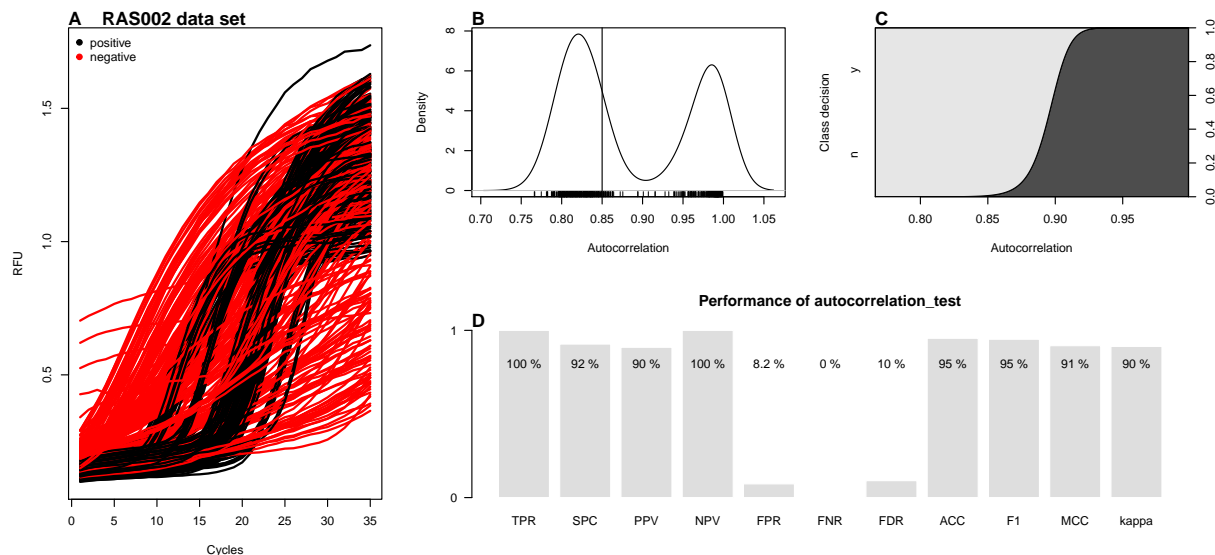 A RAS002 data set
positive
negative
RFU
0.5
1.0
1.5
0 5 10 15 20 25 30 35
Cycles
B
Density
0 2 4 6 8
0.70 0.75 0.80 0.85 0.90 0.95 1.00 1.05
Autocorrelation
C
Class decision
n y
0.0 0.2 0.4 0.6 0.8 1.0
0.80 0.85 0.90 0.95
Autocorrelation
Performance of autocorrelation_test
D
1
0
100 % 92 % 90 % 100 % 8.2 % 0 % 10 % 95 % 95 % 91 % 90 %
TPR SPC PPV NPV FPR FNR FDR ACC F1 MCC kappa